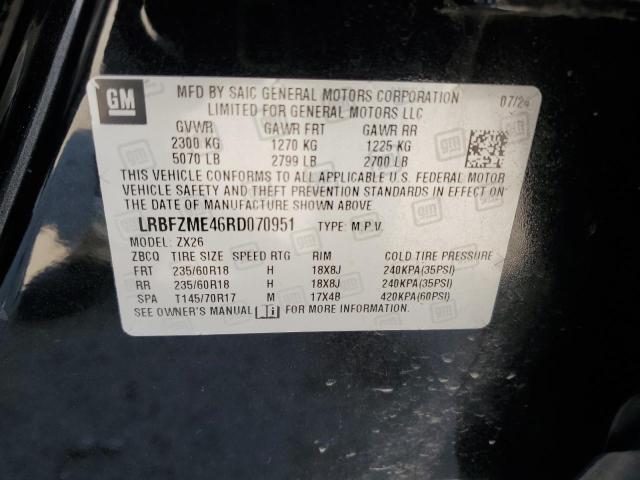 GM
MFD BY SAIC GENERAL MOTORS CORPORATION 07/24
LIMITED FOR GENERAL MOTORS LLC
GVWR GAWR FRT GAWR RR
2300 KG 1270 KG 1225 KG
5070 LB 2799 LB 2700 LB
THIS VEHICLE CONFORMS TO ALL APPLICABLE U.S. FEDERAL MOTOR
VEHICLE SAFETY AND THEFT PREVENTION STANDARDS IN EFFECT ON
THE DATE OF MANUFACTURE SHOWN ABOVE.
LRBFZME46RD070951 TYPE: M.P.V.
MODEL: ZX26
ZBCQ TIRE SIZE SPEED RTG RIM COLD TIRE PRESSURE
FRT 235/60R18 H 18X8J 240KPA(35PSI)
RR 235/60R18 H 18X8J 240KPA(35PSI)
SPA T145/70R17 M 17X4B 420KPA(60PSI)
SEE OWNER'S MANUAL FOR MORE INFORMATION.